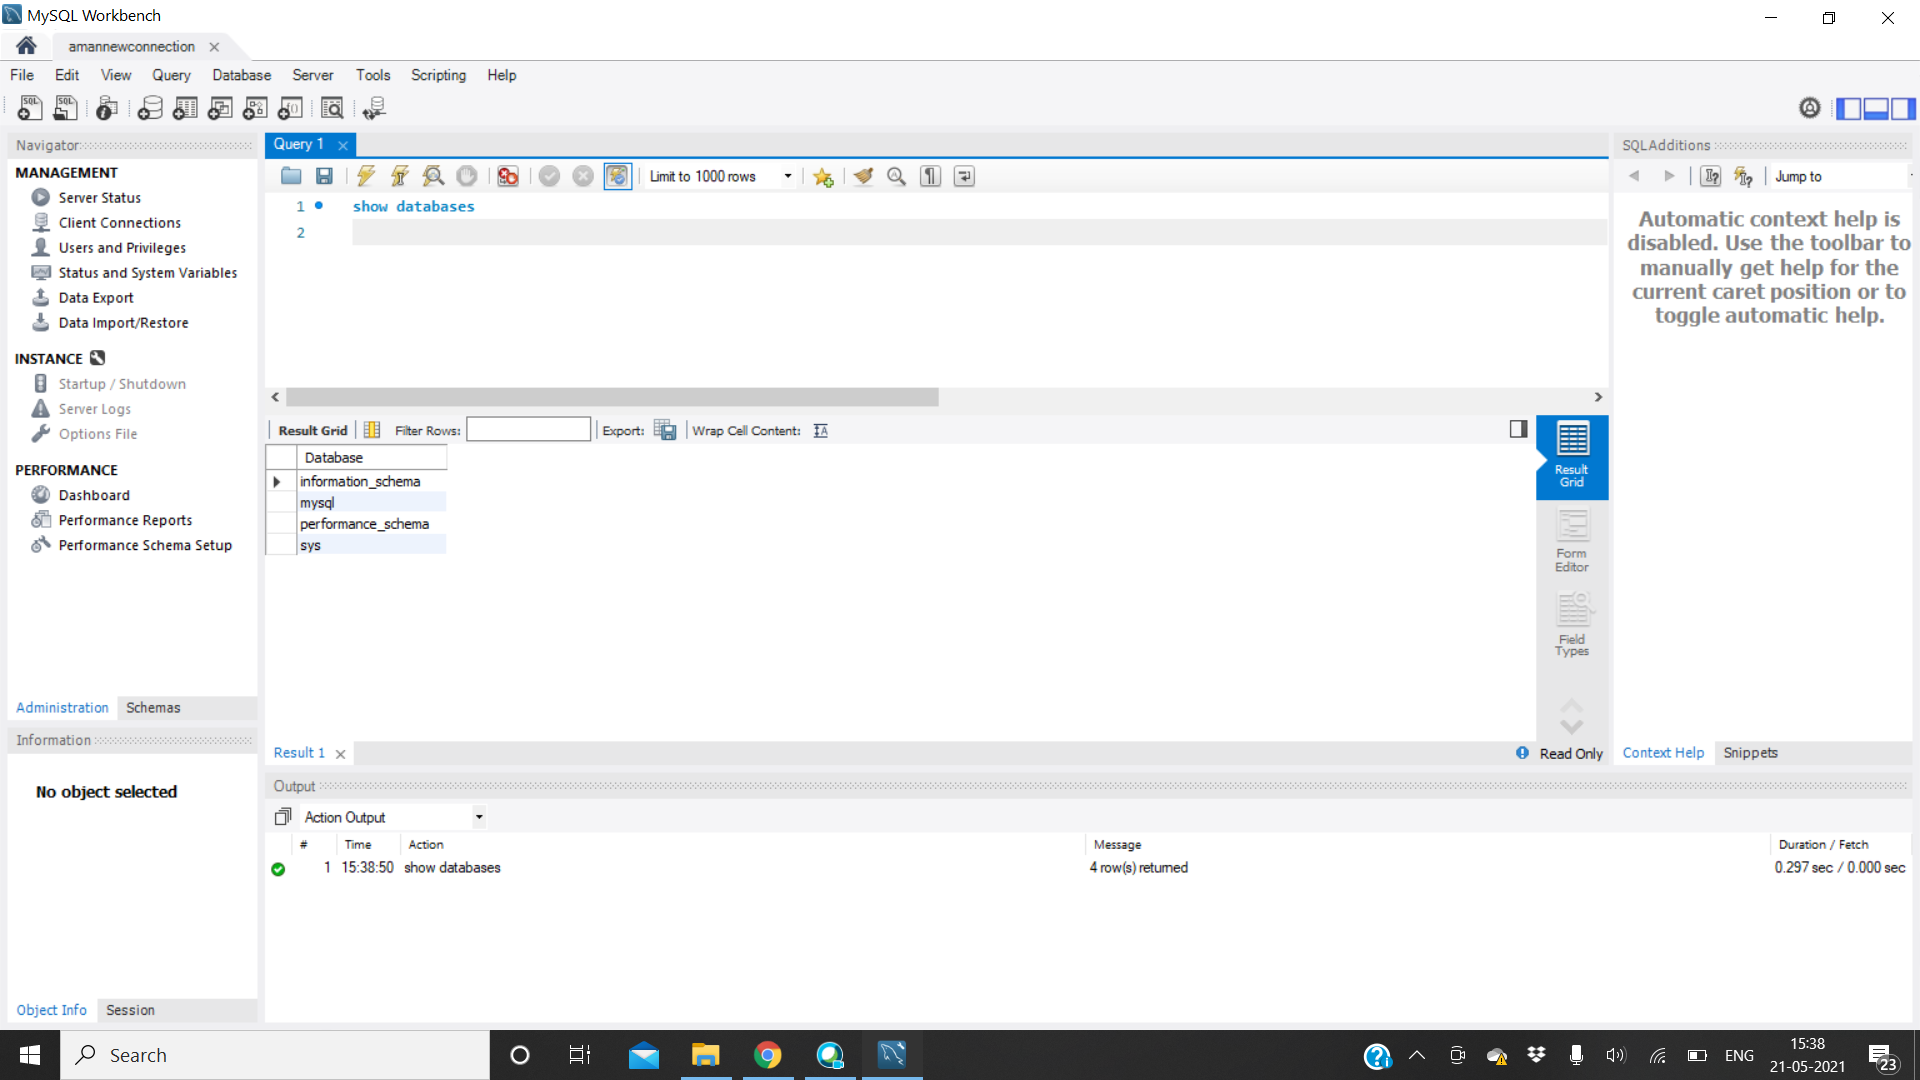 MySQL Workbench
amannewconnection
File Edit View Query Database Server Tools Scripting Help
Navigator
MANAGEMENT
Server Status
Client Connections
Users and Privileges
Status and System Variables
Data Export
Data Import/Restore
INSTANCE
Startup / Shutdown
Server Logs
Options File
PERFORMANCE
Dashboard
Performance Reports
Performance Schema Setup
Administration Schemas
Information
No object selected
Object Info Session
Query 1
Limit to 1000 rows
1 show databases
2
Result Grid Filter Rows: Export: Wrap Cell Content:
Database
information_schema
mysql
performance_schema
sys
Result
Grid
Form
Editor
Field
Types
Result 1 Read Only
SQLAdditions
Jump to
Automatic context help is
disabled. Use the toolbar to
manually get help for the
current caret position or to
toggle automatic help.
Context Help Snippets
Output
Action Output
# Time Action Message Duration / Fetch
1 15:38:50 show databases 4 row(s) returned 0.297 sec / 0.000 sec
Search
ENG
15:38
21-05-2021
23